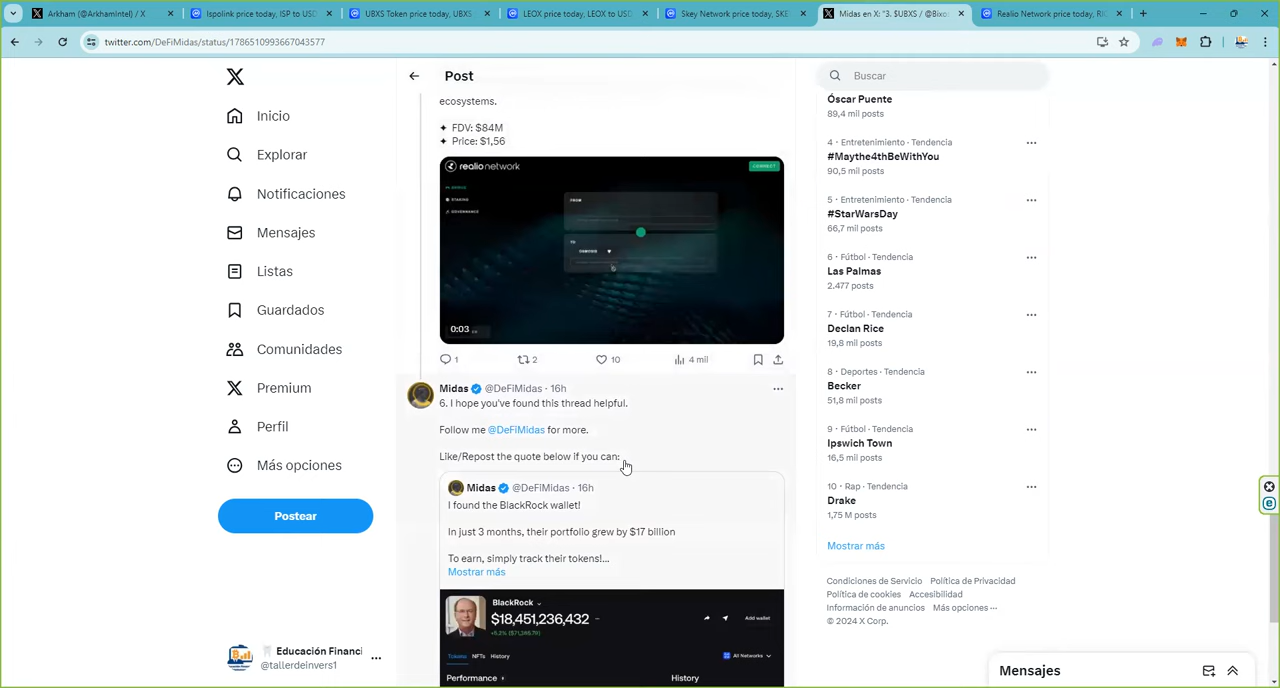 Arkham (@ArkhamIntel) / X
Ispolink price today, ISP to USD
UBXS Token price today, UBXS
LEOX price today, LEOX to USD
Skey Network price today, SKE
Midas en X: "3. $UBXS / @Bixos
Realio Network price today, RI
twitter.com/DeFiMidas/status/1786510993667043577
Inicio
Explorar
Notificaciones
Mensajes
Listas
Guardados
Comunidades
Premium
Perfil
Más opciones
Postear
Educación Financi
@tallerdeinvers1
Post
ecosystems.
✦ FDV: $84M
✦ Price: $1,56
realio network
CONNECT
BRIDGE
STAKING
GOVERNANCE
FROM
TO
0:03
1
2
10
4 mil
Midas @DeFiMidas · 16h
6. I hope you've found this thread helpful.
Follow me @DeFiMidas for more.
Like/Repost the quote below if you can:
Midas @DeFiMidas · 16h
I found the BlackRock wallet!
In just 3 months, their portfolio grew by $17 billion
To earn, simply track their tokens!...
Mostrar más
BlackRock
$18,451,236,432
Add wallet
Tokens NFTs History
All Networks
Performance
History
Buscar
Óscar Puente
89,4 mil posts
4 · Entretenimiento · Tendencia
#Maythe4thBeWithYou
90,5 mil posts
5 · Entretenimiento · Tendencia
#StarWarsDay
66,7 mil posts
6 · Fútbol · Tendencia
Las Palmas
2.477 posts
7 · Fútbol · Tendencia
Declan Rice
19,8 mil posts
8 · Deportes · Tendencia
Becker
51,8 mil posts
9 · Fútbol · Tendencia
Ipswich Town
16,5 mil posts
10 · Rap · Tendencia
Drake
1,75 M posts
Mostrar más
Condiciones de Servicio Política de Privacidad
Política de cookies Accesibilidad
Información de anuncios Más opciones ···
© 2024 X Corp.
Mensajes